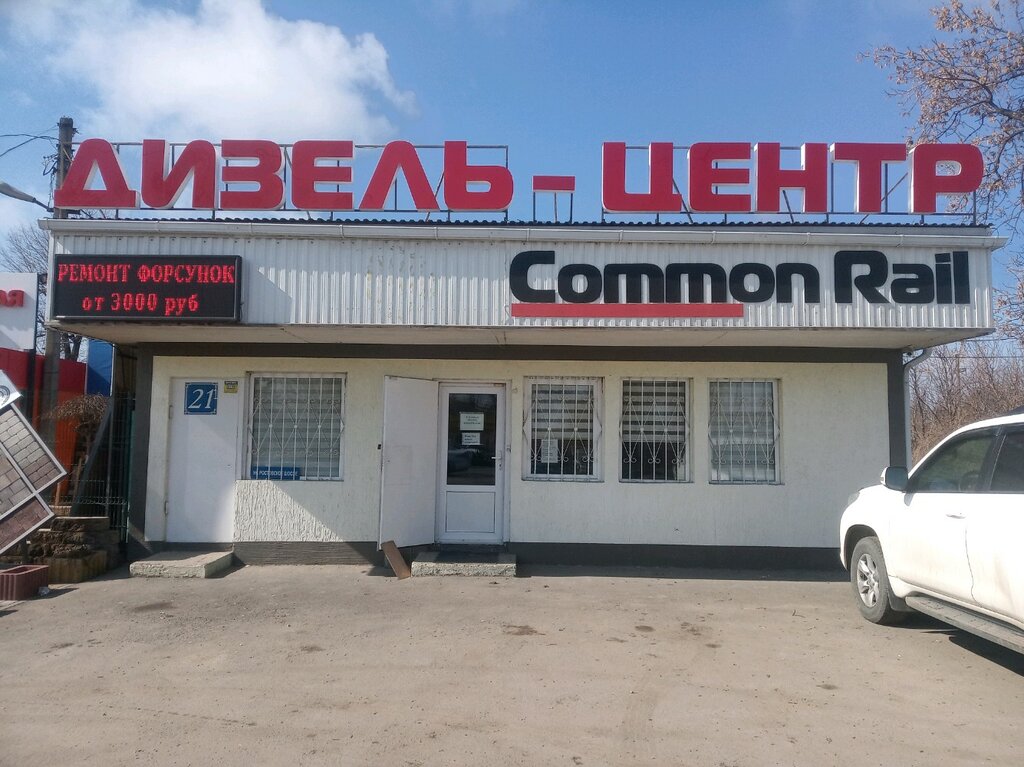 ДИЗЕЛЬ-ЦЕНТР
Common Rail
РЕМОНТ ФОРСУНОК
от 3000 руб
21